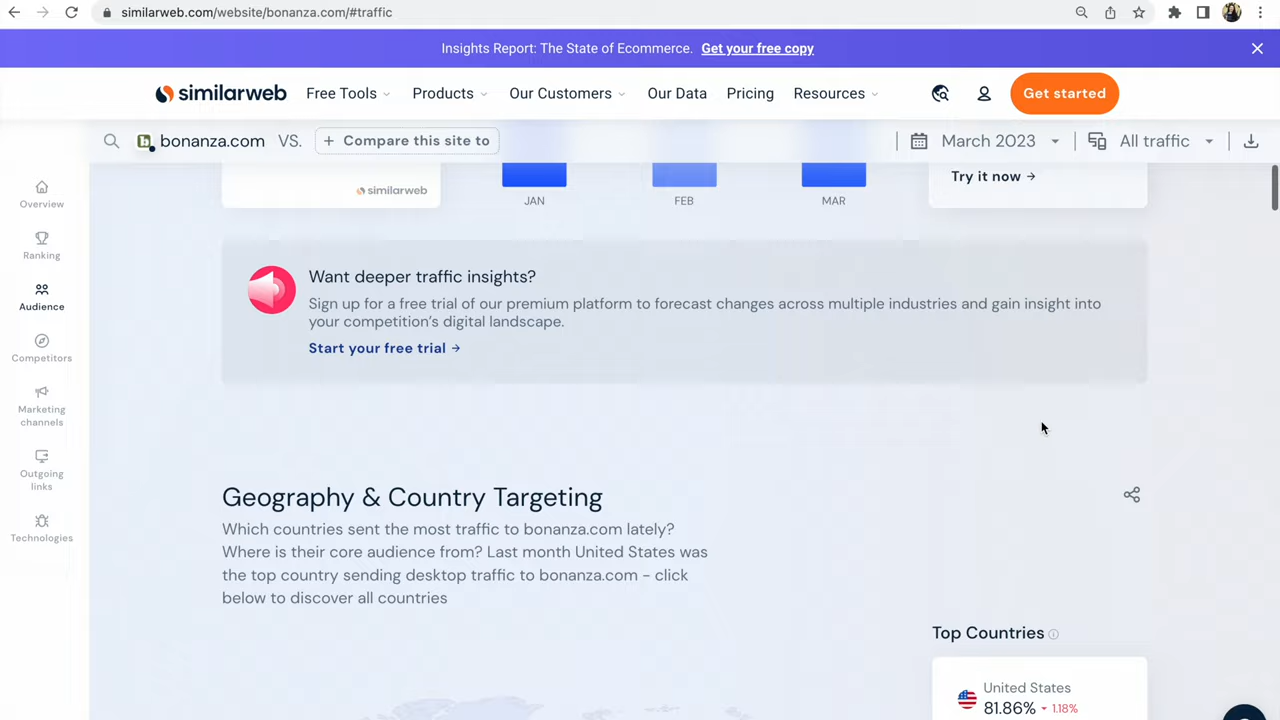 similarweb.com/website/bonanza.com/#traffic
Insights Report: The State of Ecommerce. Get your free copy
similarweb Free Tools Products Our Customers Our Data Pricing Resources Get started
bonanza.com VS. + Compare this site to March 2023 All traffic
Overview
Ranking
Audience
Competitors
Marketing
channels
Outgoing
links
Technologies
similarweb
JAN FEB MAR
Try it now →
Want deeper traffic insights?
Sign up for a free trial of our premium platform to forecast changes across multiple industries and gain insight into
your competition's digital landscape.
Start your free trial →
Geography & Country Targeting
Which countries sent the most traffic to bonanza.com lately?
Where is their core audience from? Last month United States was
the top country sending desktop traffic to bonanza.com - click
below to discover all countries
Top Countries
United States
81.86% 1.18%